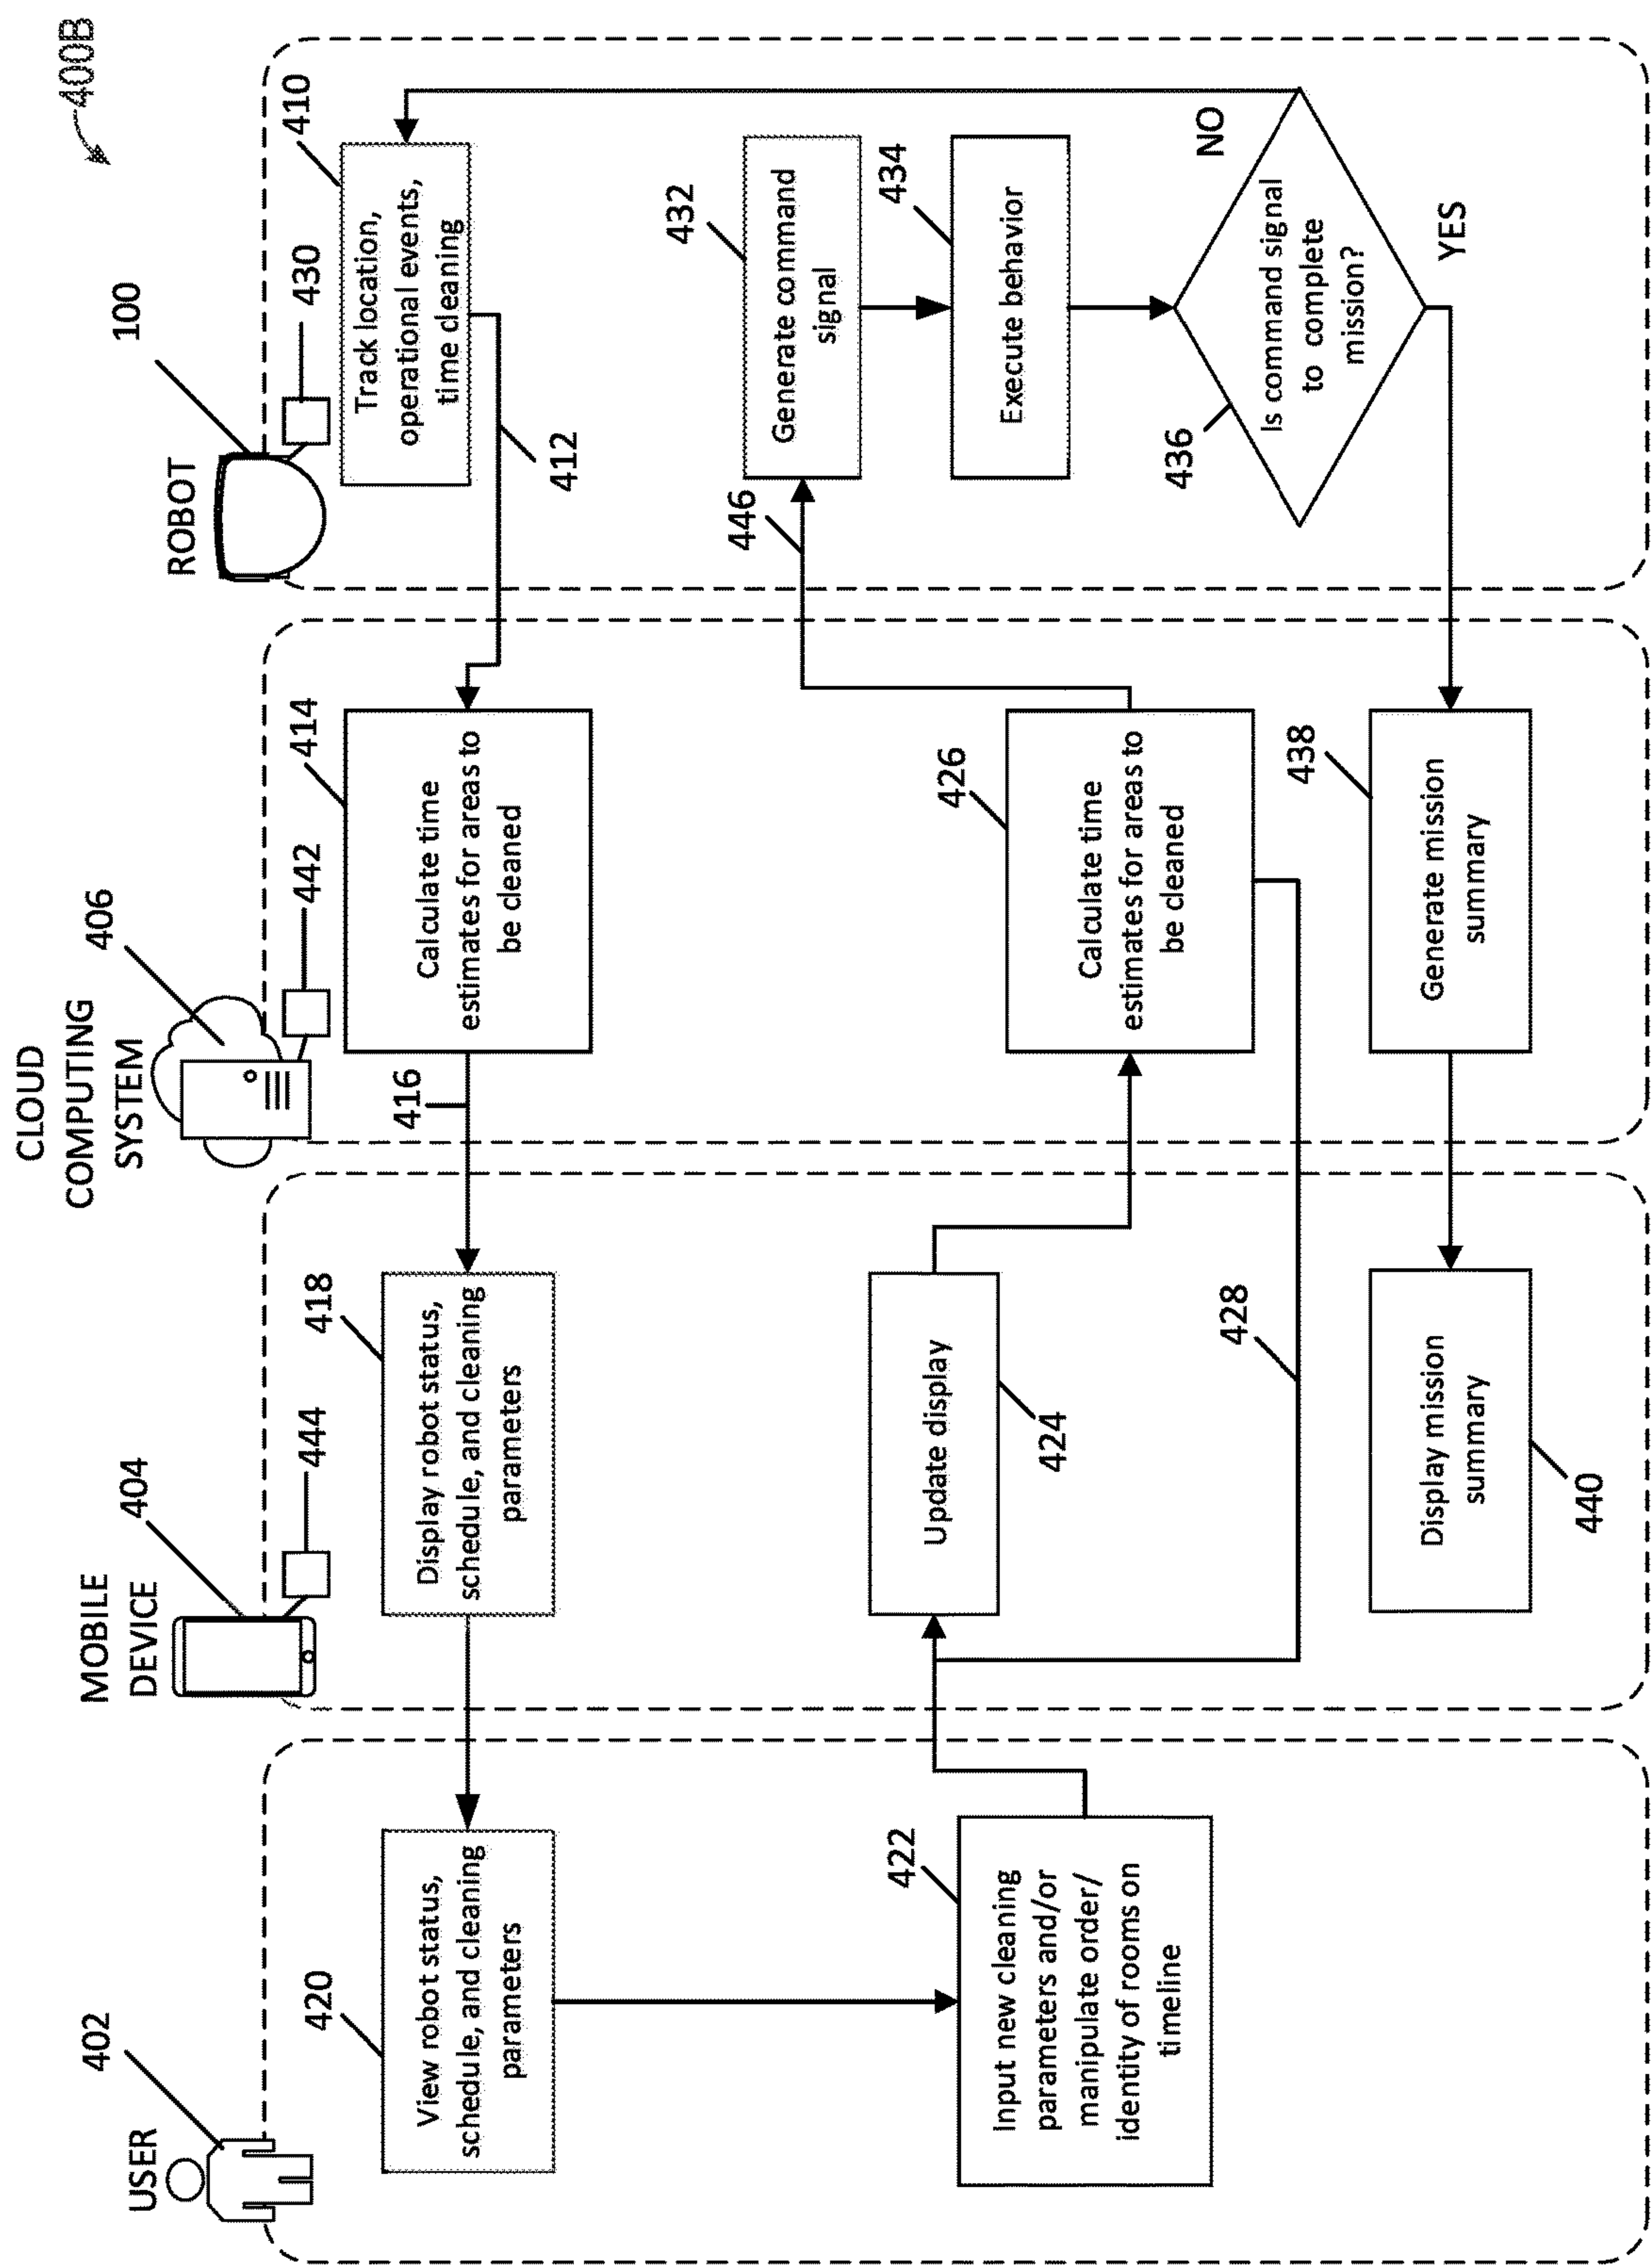 400B
USER
402
MOBILE
DEVICE
404
444
CLOUD
COMPUTING
SYSTEM
406
442
ROBOT
100
430
420
View robot status,
schedule, and cleaning
parameters
418
Display robot status,
schedule, and cleaning
parameters
416
414
Calculate time
estimates for areas to
be cleaned
412
410
Track location,
operational events,
time cleaning
422
Input new cleaning
parameters and/or
manipulate order/
identity of rooms on
timeline
Update display
424
426
Calculate time
estimates for areas to
be cleaned
428
446
432
Generate command
signal
434
Execute behavior
436
Is command signal
to complete
mission?
NO
YES
438
Generate mission
summary
Display mission
summary
440